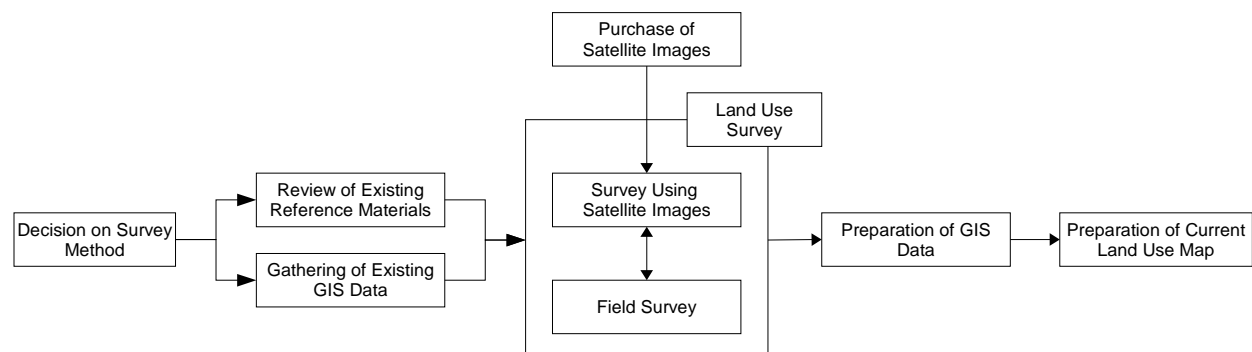 Purchase of
Satellite Images
Land Use
Survey
Review of Existing
Reference Materials
Survey Using
Satellite Images
Decision on Survey
Method
Preparation of GIS
Data
Preparation of Current
Land Use Map
Gathering of Existing
GIS Data
Field Survey